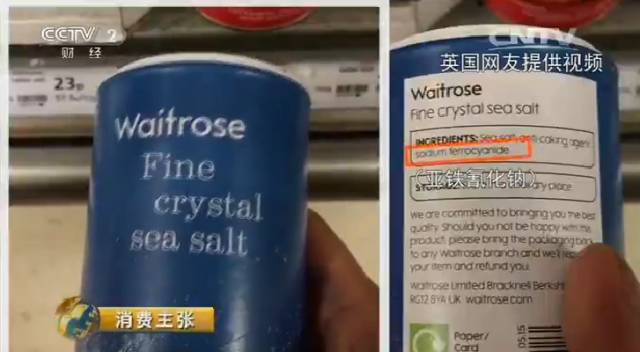 CCTV 2
财经
23p
Waitrose
Fine
crystal
sea salt
消费主张
CNTV
英国网友提供视频
Waitrose
Fine crystal sea salt
INGREDIENTS: Sea salt, anti-caking agent
sodium ferrocyanide
(亚铁氰化钠)
place
We are committed to bringing you the best
quality. Should you not be happy with this
product, please bring the packaging
to any Waitrose branch and we'll
your item and refund you.
Waitrose Limited Bracknell Berkshire
RG12 8YA UK waitrose.com
Paper/
Card
05.15